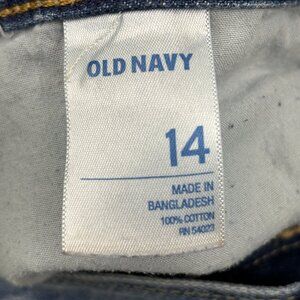 OLD NAVY
14
MADE IN
BANGLADESH
100% COTTON
RN 54023